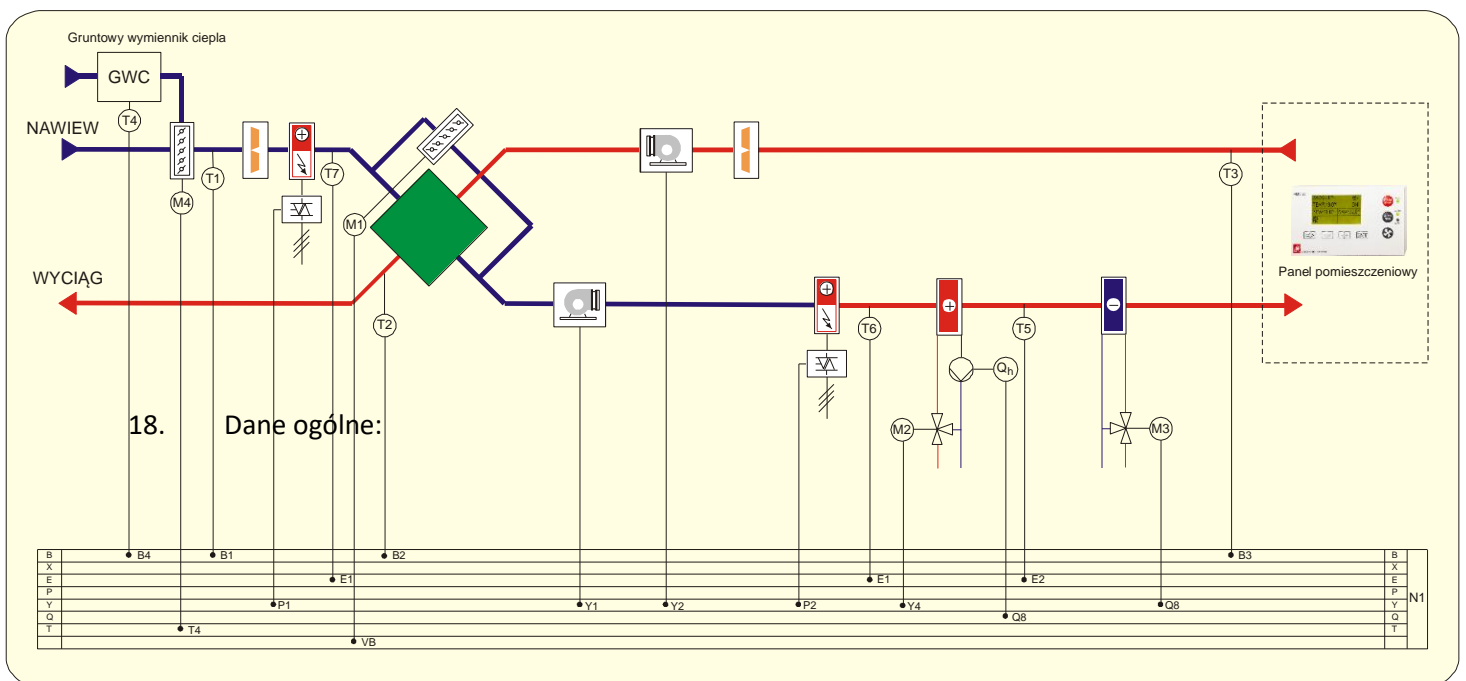 Gruntowy wymiennik ciepla
GWC
T4
NAWIEW
M4
T1
T7
M1
T3
WYCIĄG
T2
Panel pomieszczeniowy
T6
T5
Qh
18. Dane ogólne:
M2
M3
B B4 B1 B2 B3 B
X X
E E1 E1 E2 E
P P
Y P1 Y1 Y2 P2 Y4 Q8 Y
N1
Q Q8 Q
T T4 T
VB